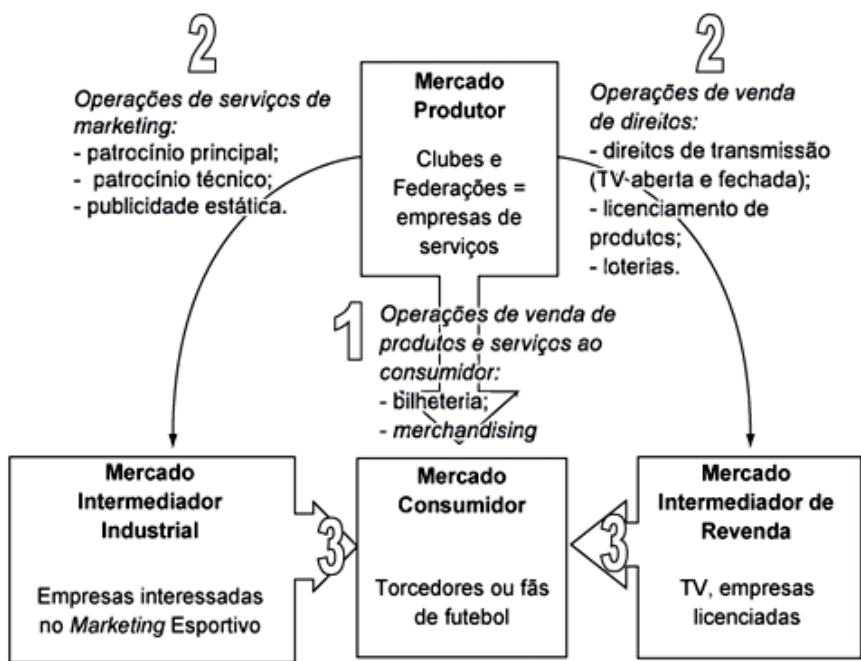 2
Operações de serviços de
marketing:
- patrocínio principal;
- patrocínio técnico;
- publicidade estática.
Mercado
Produtor
Clubes e
Federações =
empresas de
serviços
2
Operações de venda
de direitos:
- direitos de transmissão
(TV aberta e fechada);
- licenciamento de
produtos;
- loterias.
1
Operações de venda de
produtos e serviços ao
consumidor:
- bilheteria;
- merchandising
Mercado
Intermediador
Industrial
Empresas interessadas
no Marketing Esportivo
3
Mercado
Consumidor
Torcedores ou fãs
de futebol
3
Mercado
Intermediador de
Revenda
TV, empresas
licenciadas